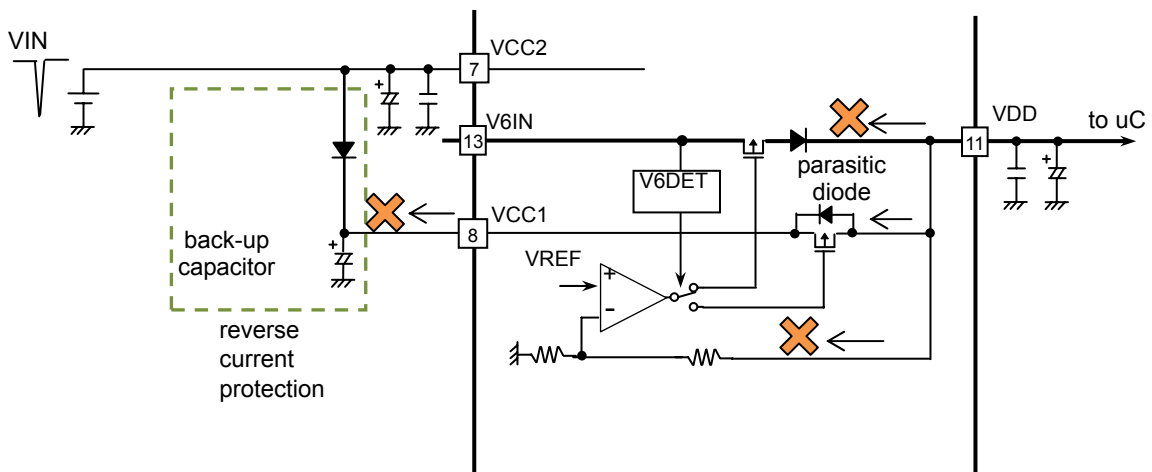 VIN
VCC2
7
+
V6IN
13
VDD
11
to uC
parasitic
diode
V6DET
VCC1
8
+
back-up
capacitor
VREF
+
-
+
reverse
current
protection